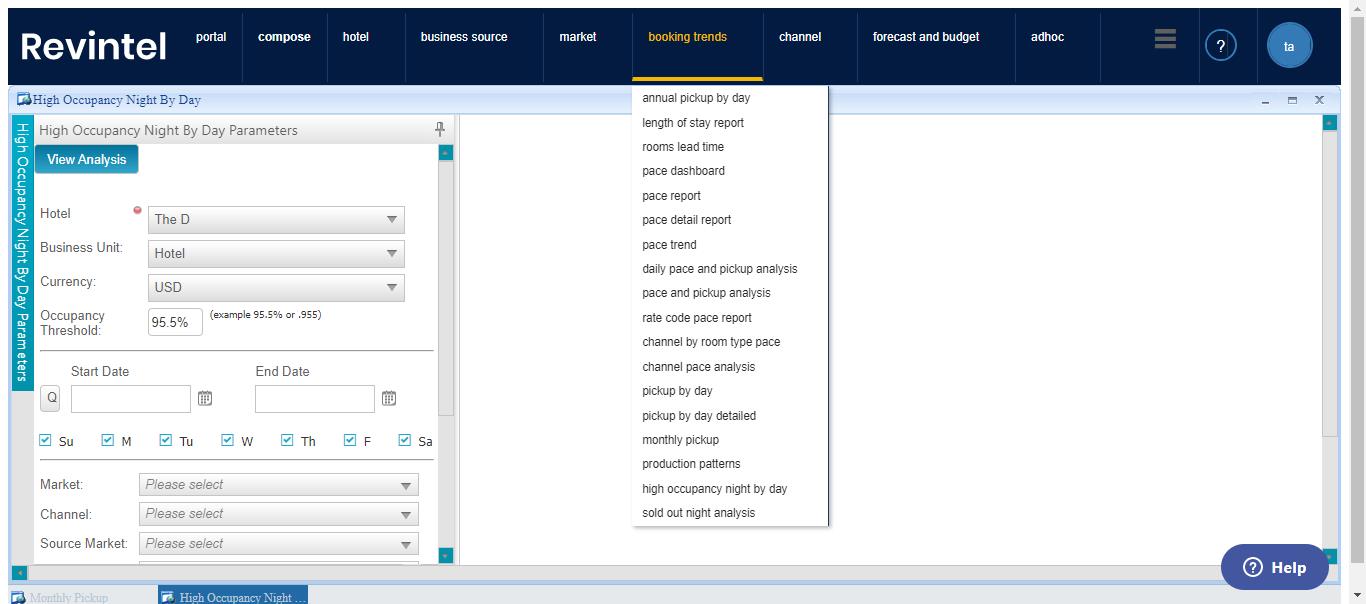 Revintel
portal
compose
hotel
business source
market
booking trends
channel
forecast and budget
adhoc
?
ta
High Occupancy Night By Day
High Occupancy Night By Day Parameters
High Occupancy Night By Day Parameters
View Analysis
Hotel
The D
Business Unit:
Hotel
Currency:
USD
Occupancy
Threshold:
95.5%
(example 95.5% or .955)
Start Date
End Date
Q
Su
M
Tu
W
Th
F
Sa
Market:
Please select
Channel:
Please select
Source Market:
Please select
annual pickup by day
length of stay report
rooms lead time
pace dashboard
pace report
pace detail report
pace trend
daily pace and pickup analysis
pace and pickup analysis
rate code pace report
channel by room type pace
channel pace analysis
pickup by day
pickup by day detailed
monthly pickup
production patterns
high occupancy night by day
sold out night analysis
? Help
Monthly Pickup
High Occupancy Night ...